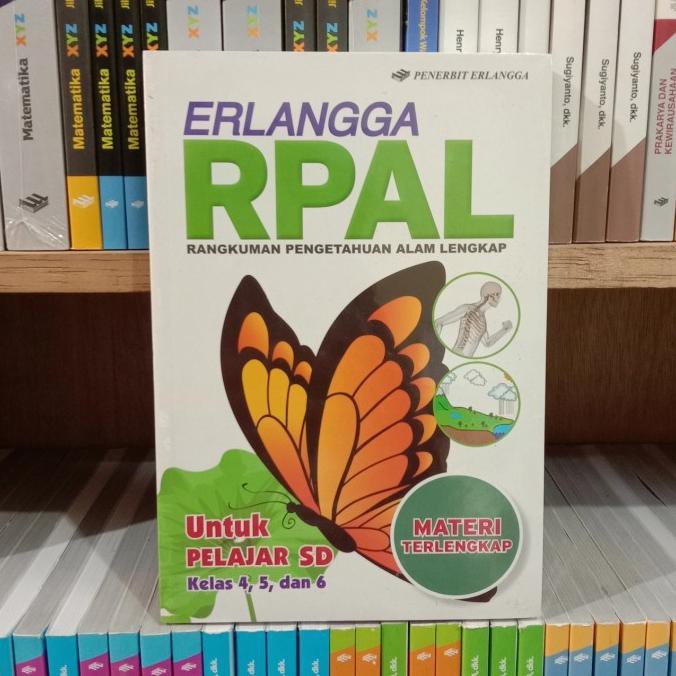 Matematika XYZ
Matematika XYZ
Matematika XYZ
Matematika XYZ
Sugiyanto, dkk.
Sugiyanto, dkk.
Sugiyanto, dkk.
PRAKARYA DAN
KEWIRAUSAHAAN
PENERBIT ERLANGGA
ERLANGGA
RPAL
RANGKUMAN PENGETAHUAN ALAM LENGKAP
MATERI
TERLENGKAP
Untuk
PELAJAR SD
Kelas 4, 5, dan 6